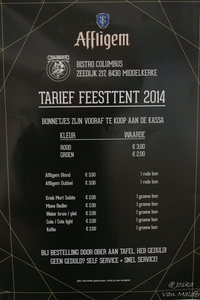 Affligem
COLUMBUS
BISTRO COLUMBUS
ZEEDIJK 217, 8430 MIDDELKERKE
TARIEF FEESTTENT 2014
BONNETJES ZIJN VOORAF TE KOOP AAN DE KASSA
KLEUR WAARDE
ROOD € 3,00
GROEN € 2,00
Affligem Blond € 3,00 1 rode bon
Affligem Dubbel € 3,00 1 rode bon
Kriek Mort Subite € 2,00 1 groene bon
Maes Radler € 2,00 1 groene bon
Water bruis / plat € 2,00 1 groene bon
Cola / Cola light € 2,00 1 groene bon
Koffie € 2,00 1 groene bon
BIJ BESTELLING DOOR OBER AAN TAFEL, HEB GEDULD!
GEEN GEDULD? SELF SERVICE = SNEL SERVICE!
@Joska
Van Malder